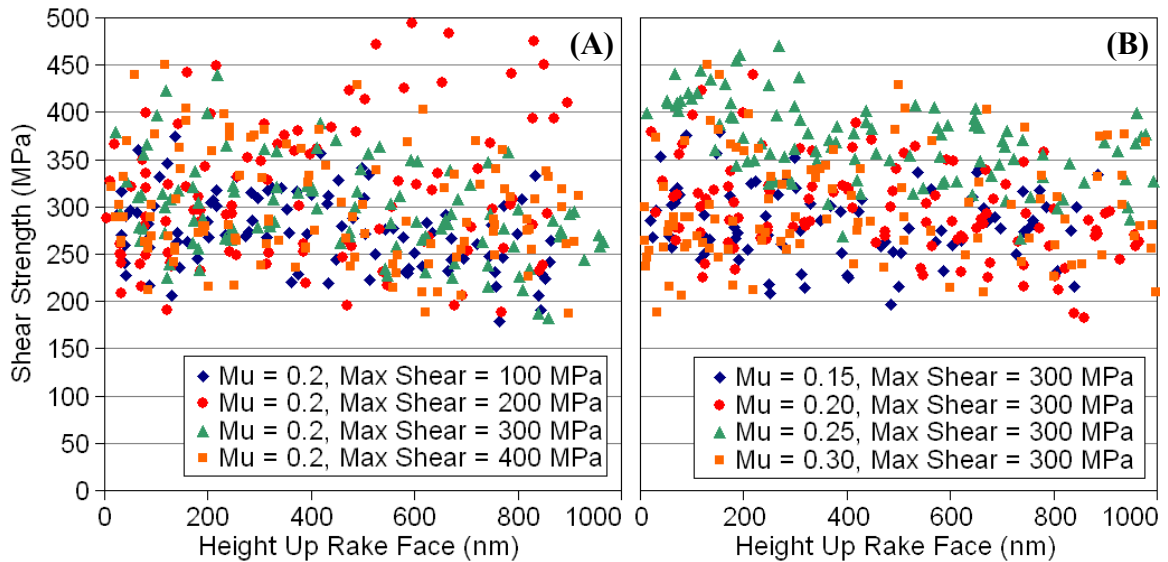 Shear Strength (MPa)
500
450
400
350
300
250
200
150
100
50
0
(A)
Mu = 0.2, Max Shear = 100 MPa
Mu = 0.2, Max Shear = 200 MPa
Mu = 0.2, Max Shear = 300 MPa
Mu = 0.2, Max Shear = 400 MPa
0 200 400 600 800 1000
Height Up Rake Face (nm)
(B)
Mu = 0.15, Max Shear = 300 MPa
Mu = 0.20, Max Shear = 300 MPa
Mu = 0.25, Max Shear = 300 MPa
Mu = 0.30, Max Shear = 300 MPa
0 200 400 600 800 1000
Height Up Rake Face (nm)